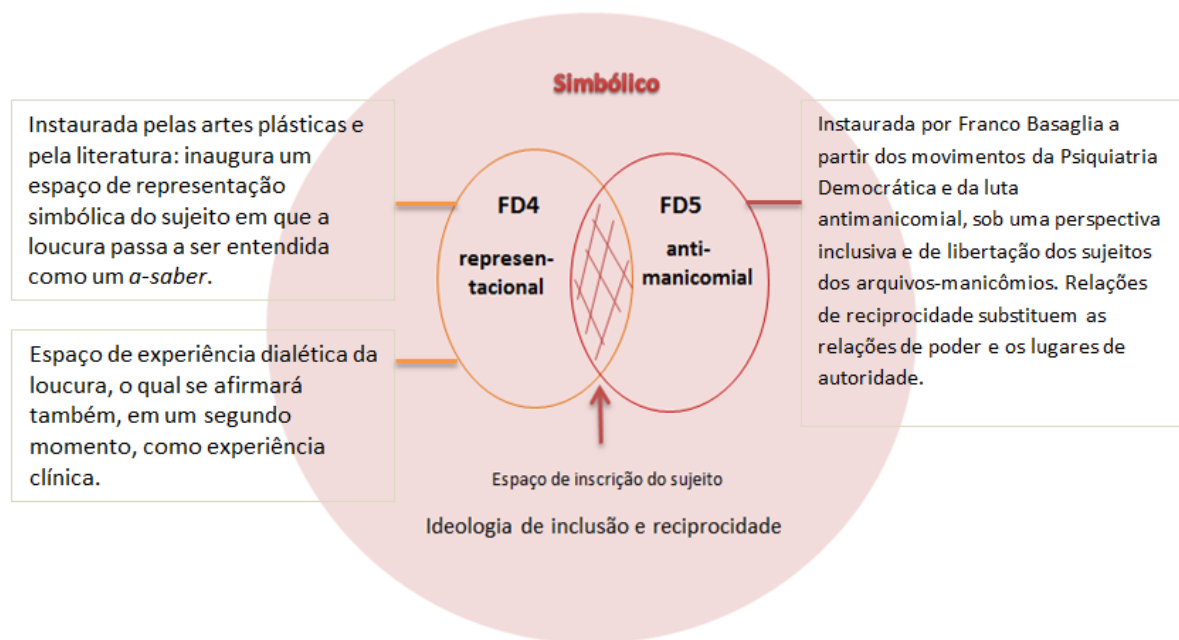 Simbólico
Instaurada pelas artes plásticas e
pela literatura: inaugura um
espaço de representação
simbólica do sujeito em que a
loucura passa a ser entendida
como um a-saber.
Espaço de experiência dialética da
loucura, o qual se afirmará
também, em um segundo
momento, como experiência
clínica.
FD4
represen-
tacional
FD5
anti-
manicomial
Instaurada por Franco Basaglia a
partir dos movimentos da Psiquiatria
Democrática e da luta
antimanicomial, sob uma perspectiva
inclusiva e de libertação dos sujeitos
dos arquivos-manicômios. Relações
de reciprocidade substituem as
relações de poder e os lugares de
autoridade.
Espaço de inscrição do sujeito
Ideologia de inclusão e reciprocidade